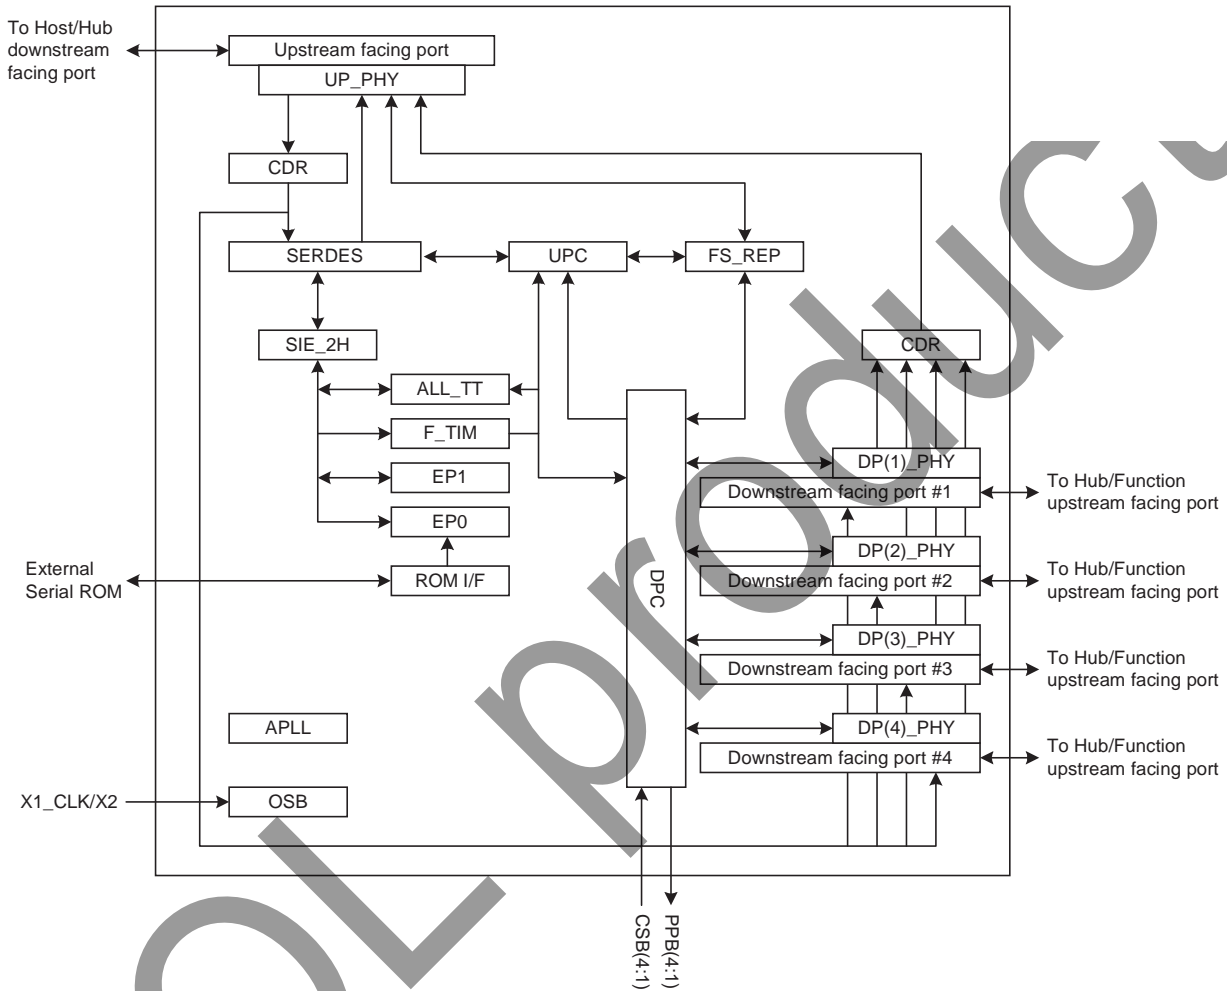 To Host/Hub
downstream
facing port
Upstream facing port
UP_PHY
CDR
SERDES
UPC
FS_REP
SIE_2H
CDR
ALL_TT
F_TIM
EP1
EP0
ROM I/F
External
Serial ROM
DPC
DP(1)_PHY
Downstream facing port #1
To Hub/Function
upstream facing port
DP(2)_PHY
Downstream facing port #2
To Hub/Function
upstream facing port
DP(3)_PHY
Downstream facing port #3
To Hub/Function
upstream facing port
DP(4)_PHY
Downstream facing port #4
To Hub/Function
upstream facing port
APLL
X1_CLK/X2
OSB
CSB(4:1)
PPB(4:1)
OL product